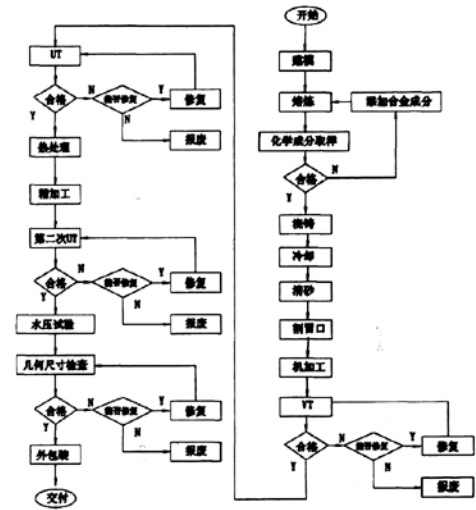 开始
熔炼
添加合金成分
化学成分取样
合格
N
Y
浇铸
冷却
清砂
割冒口
机加工
VT
合格
N
能否修复
Y
修复
Y
N
报废
UT
合格
N
能否修复
Y
修复
Y
N
报废
热处理
精加工
第二次UT
合格
N
能否修复
Y
修复
Y
N
报废
水压试验
几何尺寸检查
合格
N
能否修复
Y
修复
Y
N
报废
外包装
交付